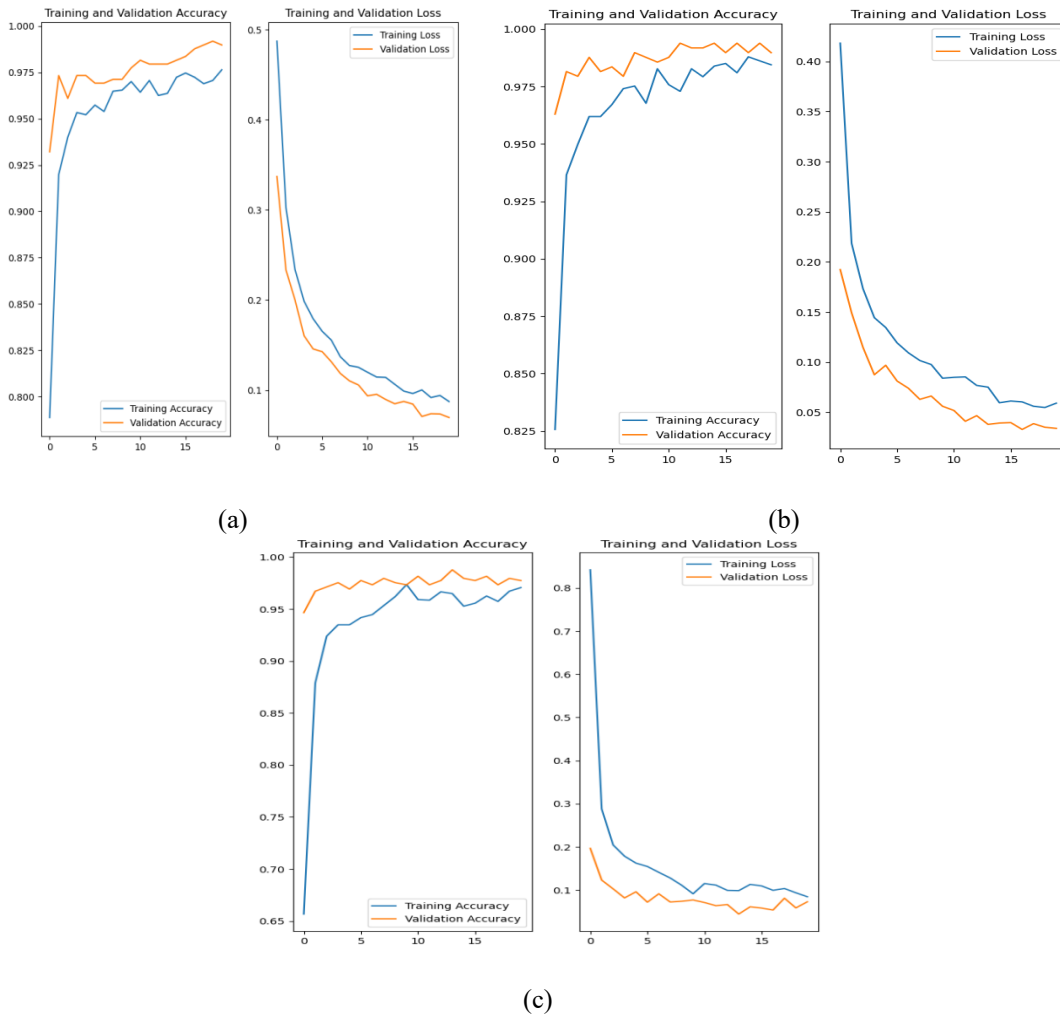 Training and Validation Accuracy
1.000
0.975
0.950
0.925
0.900
0.875
0.850
0.825
0.800
Training Accuracy
Validation Accuracy
0 5 10 15
Training and Validation Loss
0.5
0.4
0.3
0.2
0.1
Training Loss
Validation Loss
0 5 10 15
(a)
Training and Validation Accuracy
1.000
0.975
0.950
0.925
0.900
0.875
0.850
0.825
Training Accuracy
Validation Accuracy
0 5 10 15
Training and Validation Loss
0.40
0.35
0.30
0.25
0.20
0.15
0.10
0.05
Training Loss
Validation Loss
0 5 10 15
(b)
Training and Validation Accuracy
1.00
0.95
0.90
0.85
0.80
0.75
0.70
0.65
Training Accuracy
Validation Accuracy
0 5 10 15
Training and Validation Loss
0.8
0.7
0.6
0.5
0.4
0.3
0.2
0.1
Training Loss
Validation Loss
0 5 10 15
(c)